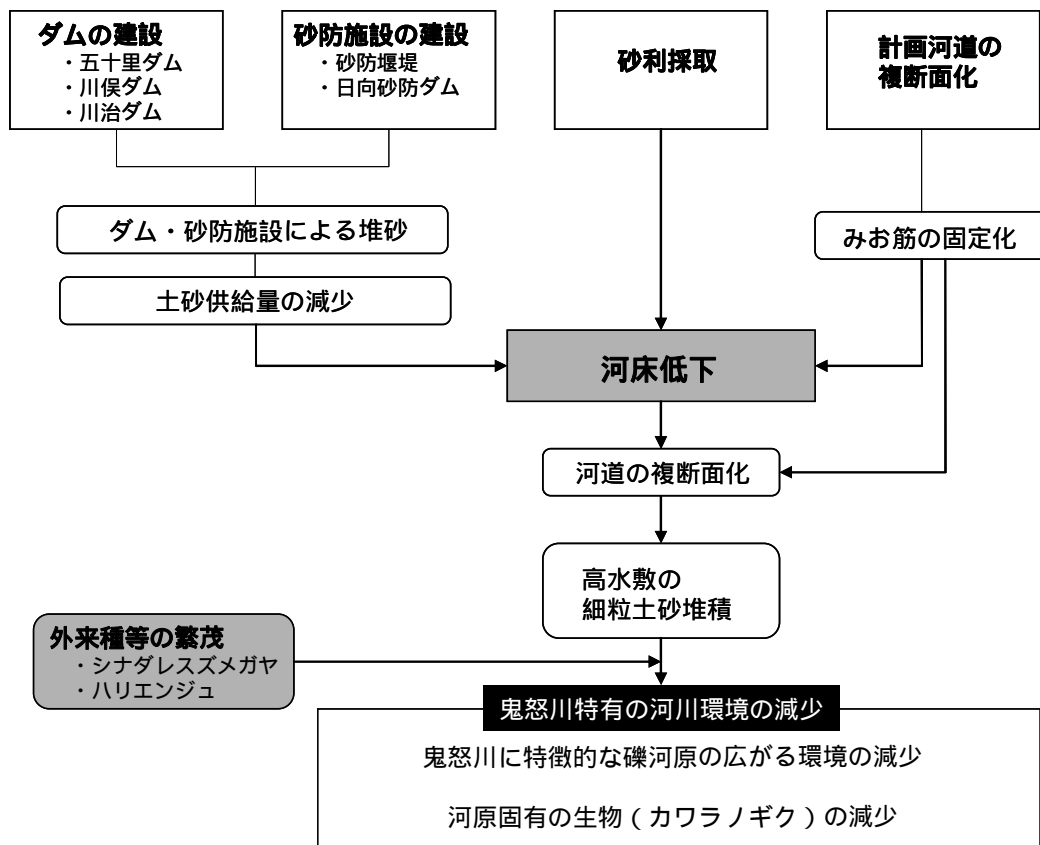 ダムの建設
・五十里ダム
・川俣ダム
・川治ダム
砂防施設の建設
・砂防堰堤
・日向砂防ダム
砂利採取
計画河道の
複断面化
ダム・砂防施設による堆砂
みお筋の固定化
土砂供給量の減少
河床低下
河道の複断面化
高水敷の
細粒土砂堆積
外来種等の繁茂
・シナダレスズメガヤ
・ハリエンジュ
鬼怒川特有の河川環境の減少
鬼怒川に特徴的な礫河原の広がる環境の減少
河原固有の生物(カワラノギク)の減少